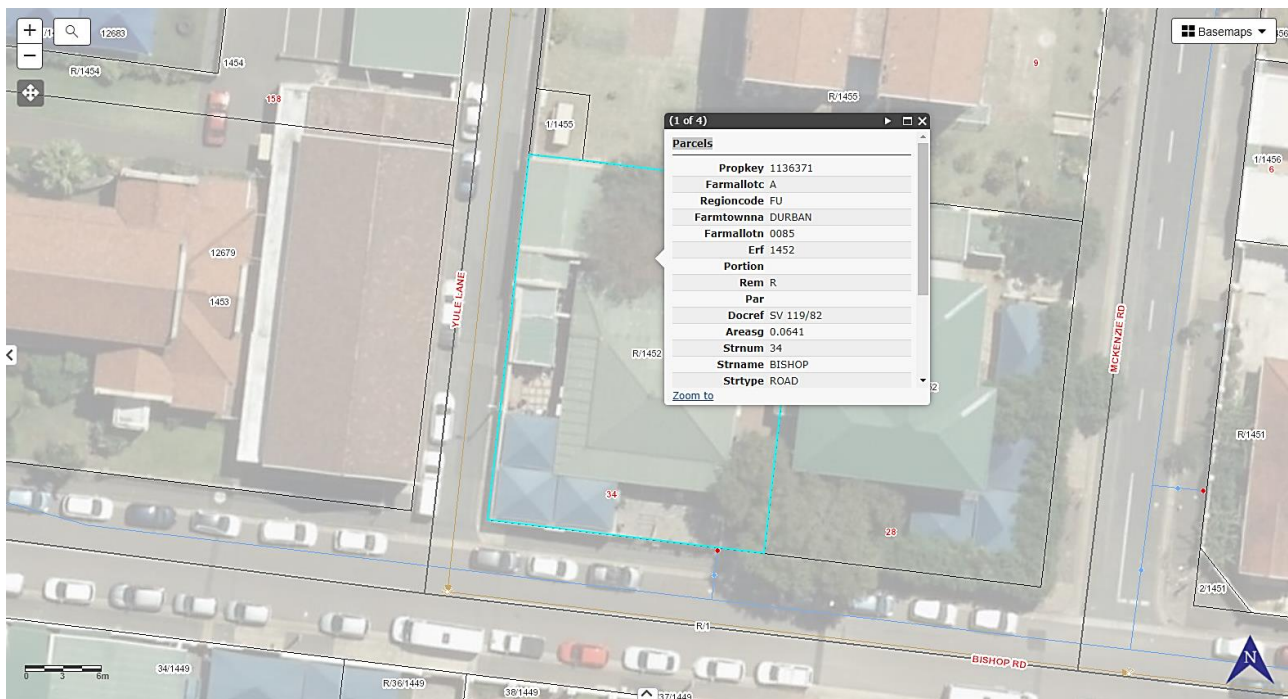 +
−
12683
R/1454
1454
158
12679
1453
YULE LANE
1/1455
R/1455
9
1/1456
6
Basemaps
(1 of 4)
Parcels
Propkey 1136371
Farmallotc A
Regioncode FU
Farmtownna DURBAN
Farmallotn 0085
Erf 1452
Portion
Rem R
Par
Docref SV 119/82
Areasg 0.0641
Strnum 34
Strname BISHOP
Strtype ROAD
Zoom to
R/1452
34
28
MCKENZIE RD
R/1451
2/1451
R/1
BISHOP RD
34/1449
R/36/1449
38/1449
37/1449
0 3 6m
N